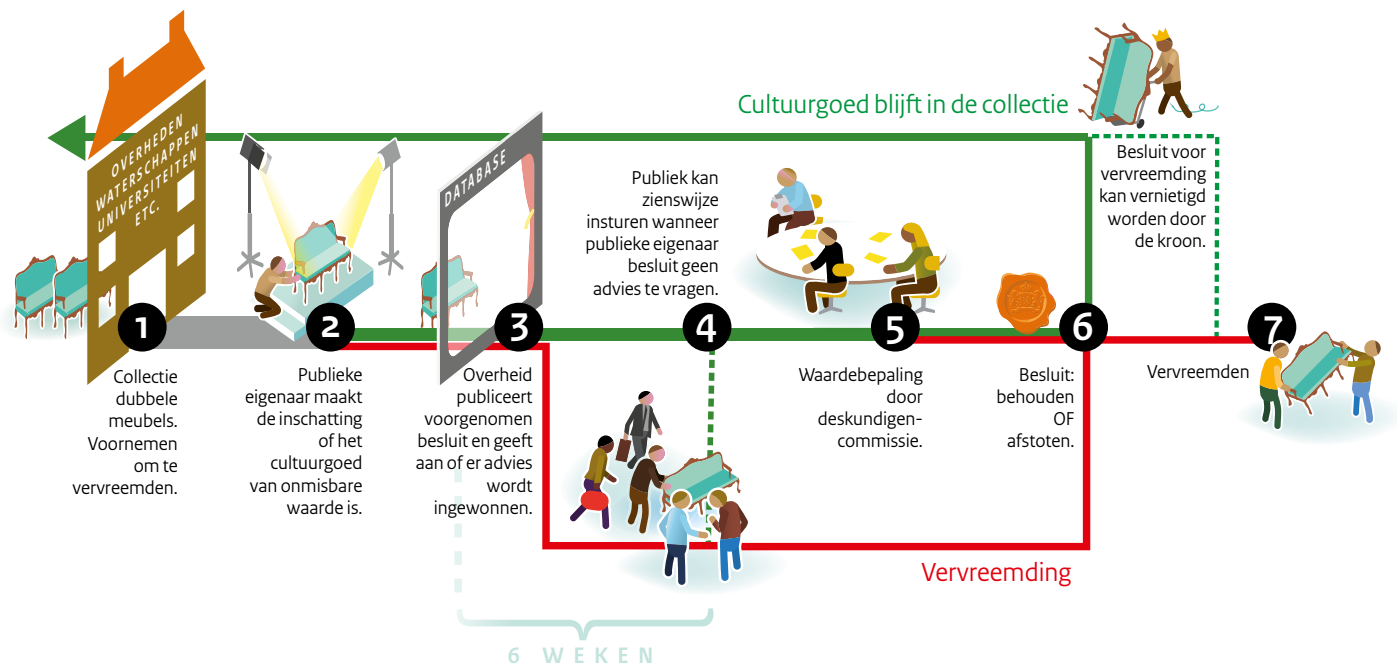 OVERHEDEN
WATERSCHAPPEN
UNIVERSITEITEN
ETC.
1
Collectie
dubbele
meubels.
Voornemen
om te
vervreemden.
2
Publieke
eigenaar maakt
de inschatting
of het
cultuurgoed
van onmisbare
waarde is.
DATABASE
3
Overheid
publiceert
voorgenomen
besluit en geeft
aan of er advies
wordt
ingewonnen.
Publiek kan
zienswijze
insturen wanneer
publieke eigenaar
besluit geen
advies te vragen.
4
5
Waardebepaling
door
deskundigen-
commissie.
6
Besluit:
behouden
OF
afstoten.
Cultuurgoed blijft in de collectie
Besluit voor
vervreemding
kan vernietigd
worden door
de kroon.
7
Vervreemden
Vervreemding
6 WEKEN